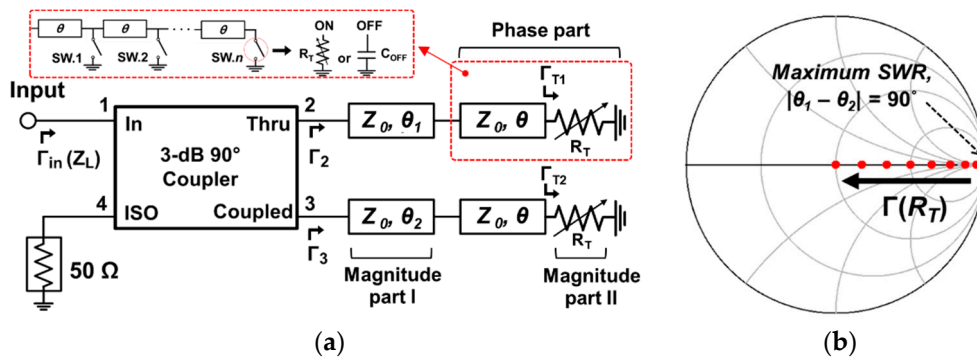 θ θ θ
SW.1 SW.2 SW.n
ON OFF
R_T or C_OFF
Phase part
Γ_T1
Input
1 2
In Thru
Γ_in (Z_L)
3-dB 90°
Coupler
Γ_2
Z_0, θ_1 Z_0, θ
R_T
4 3
ISO Coupled
Γ_3
Z_0, θ_2 Z_0, θ
Γ_T2
R_T
50 Ω
Magnitude
part I
Magnitude
part II
(a)
Maximum SWR,
|θ_1 − θ_2| = 90°
Γ(R_T)
(b)